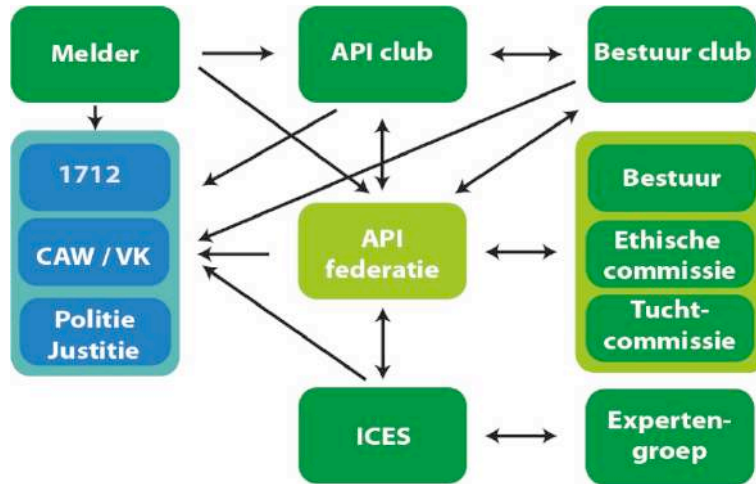 Melder
API club
Bestuur club
1712
CAW / VK
Politie
Justitie
API
federatie
Bestuur
Ethische
commissie
Tucht-
commissie
ICES
Experten-
groep